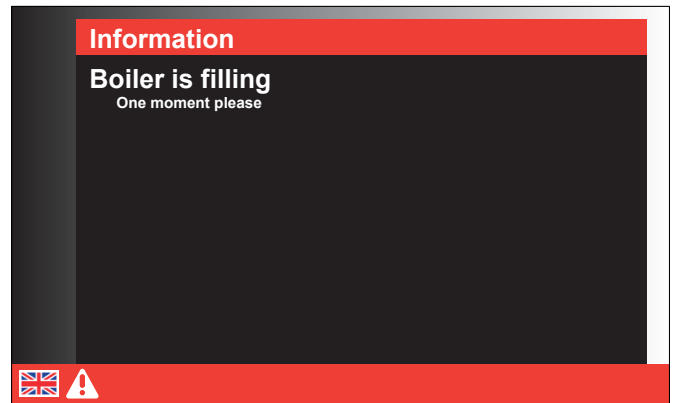 Information
Boiler is filling
One moment please